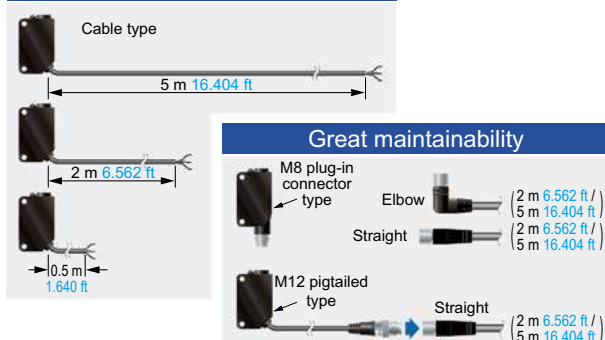 Cable type
5 m 16.404 ft
2 m 6.562 ft
0.5 m
1.640 ft
Great maintainability
M8 plug-in
connector
type
Elbow
(2 m 6.562 ft /
5 m 16.404 ft)
Straight
(2 m 6.562 ft /
5 m 16.404 ft)
M12 pigtailed
type
Straight
(2 m 6.562 ft /
5 m 16.404 ft)